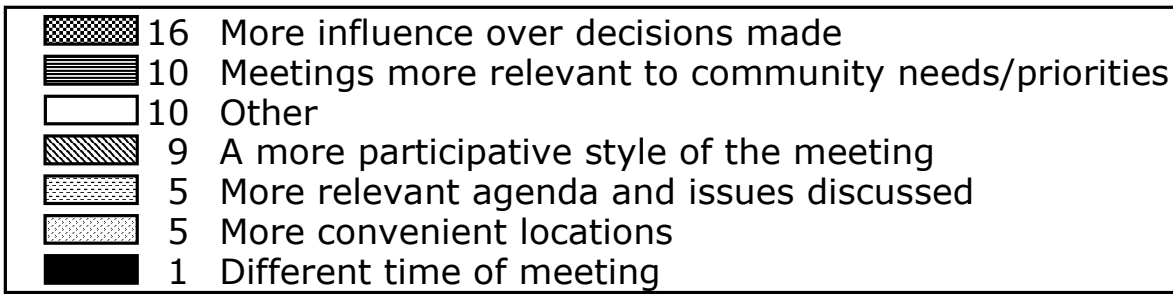 16 More influence over decisions made
10 Meetings more relevant to community needs/priorities
10 Other
9 A more participative style of the meeting
5 More relevant agenda and issues discussed
5 More convenient locations
1 Different time of meeting